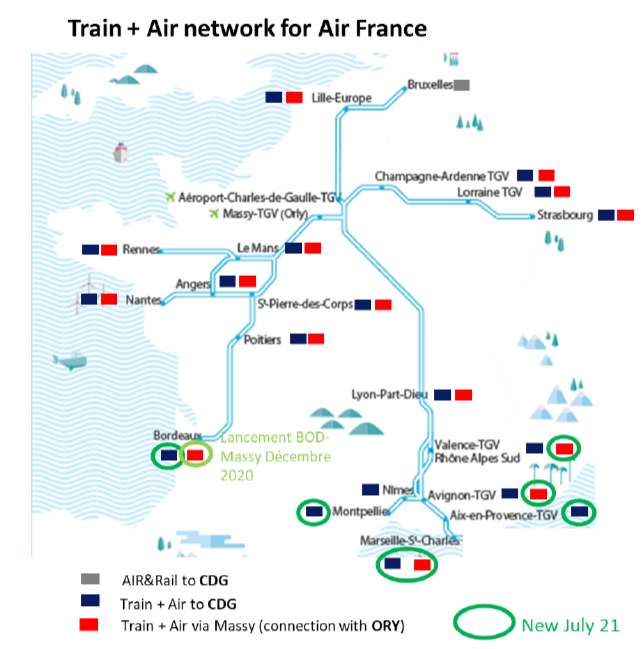 Train + Air network for Air France
Bruxelles
Lille-Europe
Champagne-Ardenne TGV
Lorraine TGV
Aéroport-Charles-de-Gaulle-TGV
Massy-TGV (Orly)
Strasbourg
Rennes
Le Mans
Angers
Nantes
St-Pierre-des-Corps
Poitiers
Lyon-Part-Dieu
Bordeaux
Lancement BOD-
Massy Décembre
2020
Valence-TGV
Rhône Alpes Sud
Nîmes
Avignon-TGV
Montpellier
Aix-en-Provence-TGV
Marseille-St-Charles
AIR&Rail to CDG
Train + Air to CDG
Train + Air via Massy (connection with ORY)
New July 21